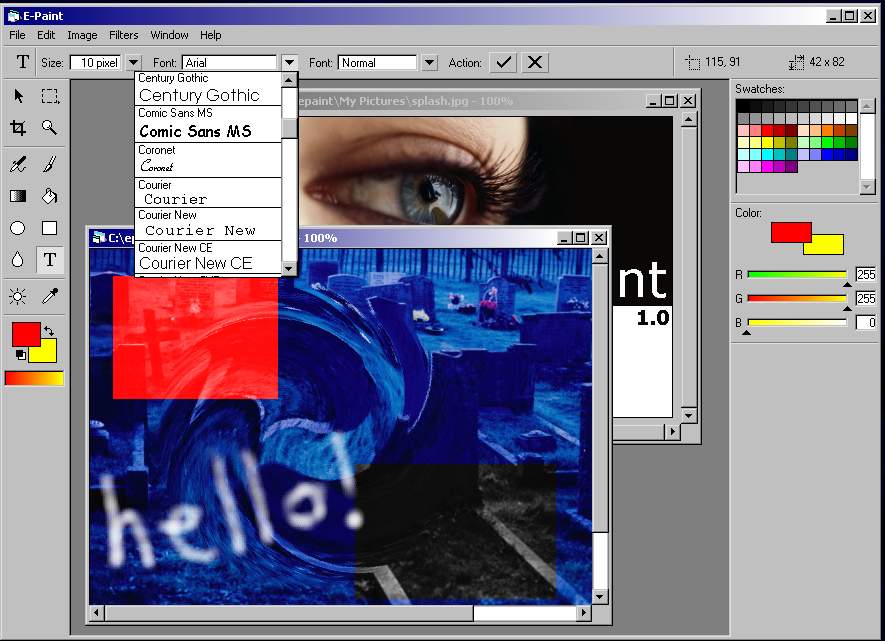 E-Paint
File Edit Image Filters Window Help
T Size: 10 pixel Font: Arial Font: Normal Action: 115, 91 42 x 82
Century Gothic
Century Gothic
Comic Sans MS
Comic Sans MS
Coronet
Coronet
Courier
Courier
Courier New
Courier New
Courier New CE
Courier New CE
epaint\My Pictures\splash.jpg - 100%
nt
1.0
C:\ep - 100%
hello!
T
Swatches:
Color:
R 255
G 255
B 0